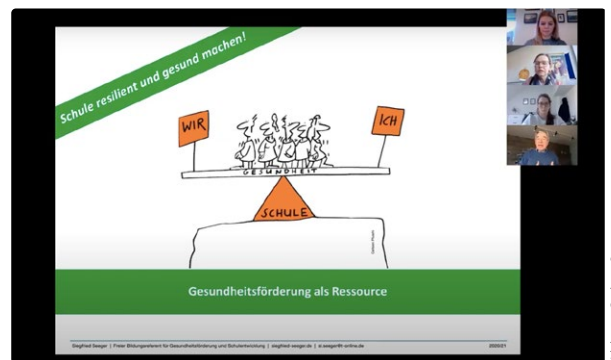 Schule resilient und gesund machen!
WIR
ICH
GESUNDHEIT
SCHULE
Gesundheitsförderung als Ressource
Siegfried Seeger | Freier Bildungsreferent für Gesundheitsförderung und Schulentwicklung | siegfried-seeger.de | si.seeger@t-online.de
2020/21